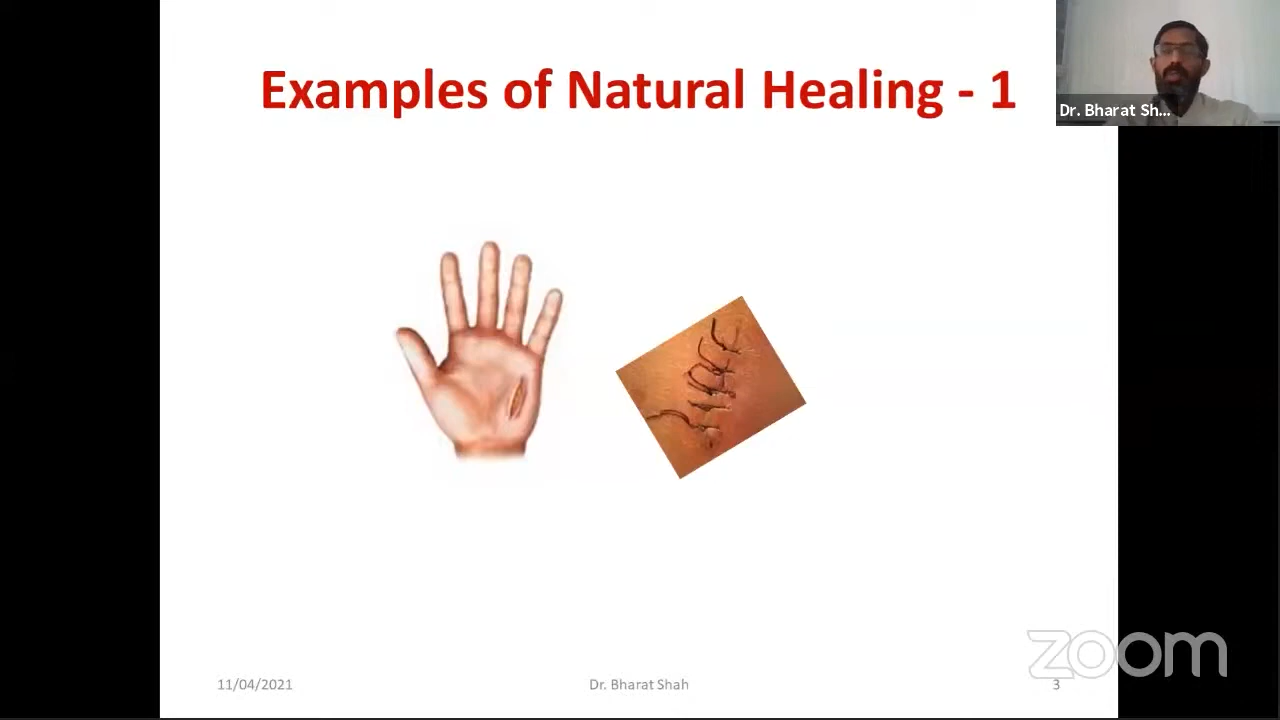 Examples of Natural Healing - 1
Dr. Bharat Sh...
zoom
11/04/2021
Dr. Bharat Shah
3